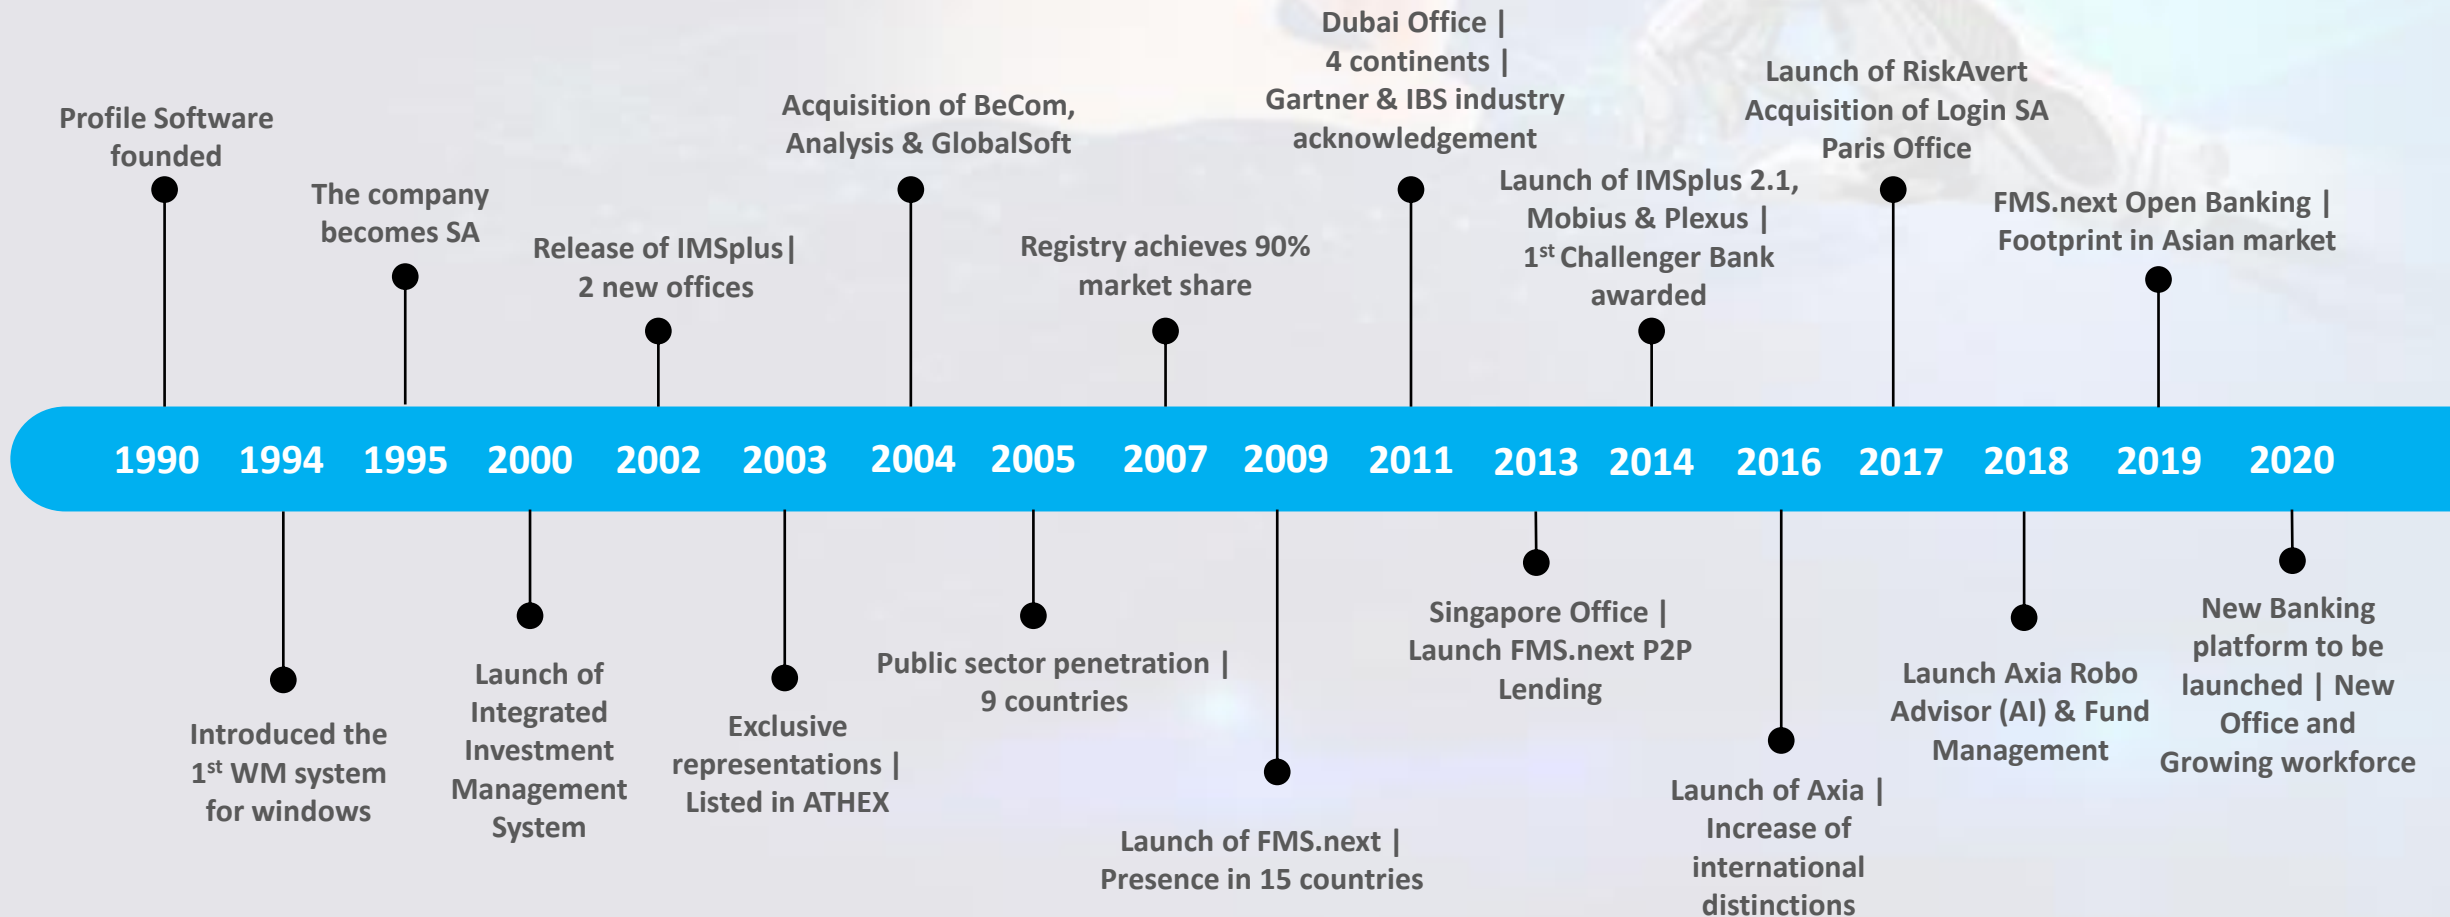 Profile Software
founded
The company
becomes SA
Release of IMSplus|
2 new offices
Acquisition of BeCom,
Analysis & GlobalSoft
Registry achieves 90%
market share
Dubai Office |
4 continents |
Gartner & IBS industry
acknowledgement
Launch of IMSplus 2.1,
Mobius & Plexus |
1st Challenger Bank
awarded
Launch of RiskAvert
Acquisition of Login SA
Paris Office
FMS.next Open Banking |
Footprint in Asian market
1990 1994 1995 2000 2002 2003 2004 2005 2007 2009 2011 2013 2014 2016 2017 2018 2019 2020
Introduced the
1st WM system
for windows
Launch of
Integrated
Investment
Management
System
Exclusive
representations |
Listed in ATHEX
Public sector penetration |
9 countries
Launch of FMS.next |
Presence in 15 countries
Singapore Office |
Launch FMS.next P2P
Lending
Launch of Axia |
Increase of
international
distinctions
Launch Axia Robo
Advisor (AI) & Fund
Management
New Banking
platform to be
launched | New
Office and
Growing workforce